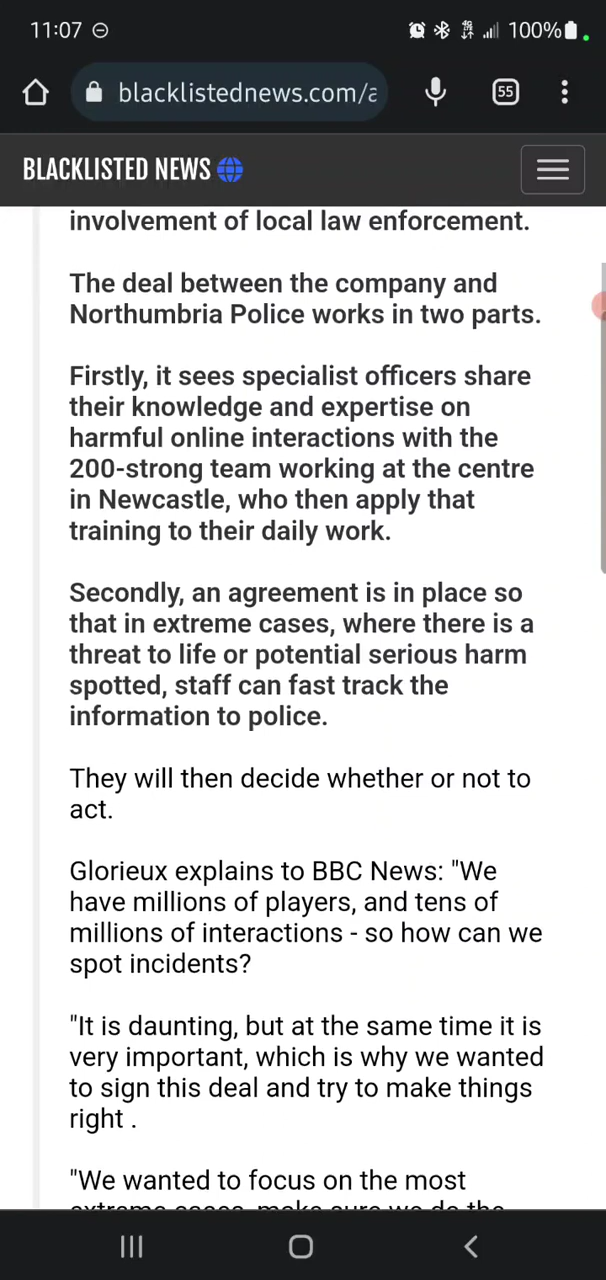 11:07
4G
100%
blacklistednews.com/a
55
BLACKLISTED NEWS
involvement of local law enforcement.
The deal between the company and
Northumbria Police works in two parts.
Firstly, it sees specialist officers share
their knowledge and expertise on
harmful online interactions with the
200-strong team working at the centre
in Newcastle, who then apply that
training to their daily work.
Secondly, an agreement is in place so
that in extreme cases, where there is a
threat to life or potential serious harm
spotted, staff can fast track the
information to police.
They will then decide whether or not to
act.
Glorieux explains to BBC News: "We
have millions of players, and tens of
millions of interactions - so how can we
spot incidents?
"It is daunting, but at the same time it is
very important, which is why we wanted
to sign this deal and try to make things
right .
"We wanted to focus on the most
extreme cases, make sure we do the